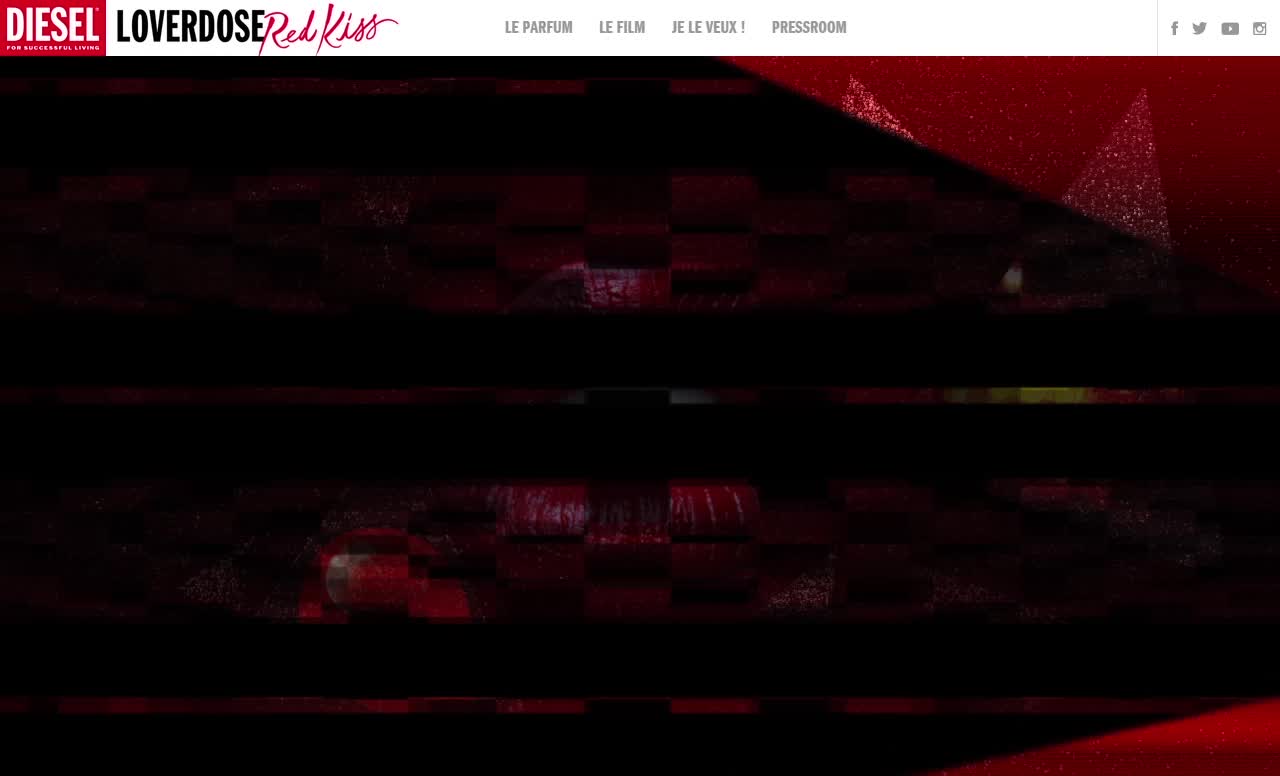 DIESEL®
FOR SUCCESSFUL LIVING
LOVERDOSE Red Kiss
LE PARFUM
LE FILM
JE LE VEUX !
PRESSROOM